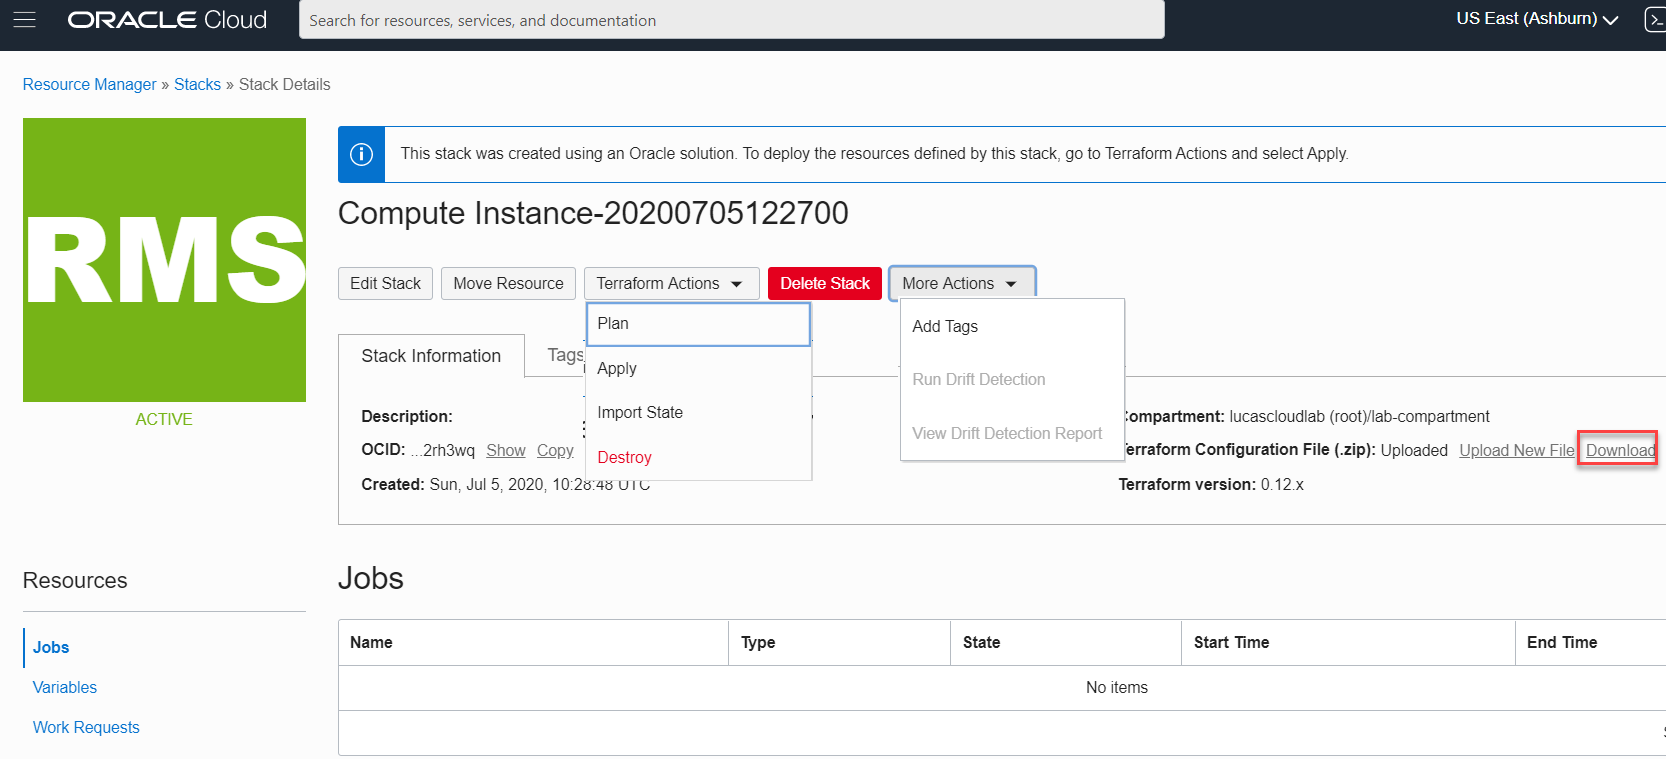 ORACLE Cloud
Search for resources, services, and documentation
US East (Ashburn)
Resource Manager » Stacks » Stack Details
RMS
ACTIVE
This stack was created using an Oracle solution. To deploy the resources defined by this stack, go to Terraform Actions and select Apply.
Compute Instance-20200705122700
Edit Stack
Move Resource
Terraform Actions
Delete Stack
More Actions
Plan
Apply
Import State
Destroy
Add Tags
Run Drift Detection
View Drift Detection Report
Stack Information
Tags
Description:
OCID: ...2rh3wq Show Copy
Created: Sun, Jul 5, 2020, 10:28:48 UTC
Compartment: lucascloudlab (root)/lab-compartment
Terraform Configuration File (.zip): Uploaded Upload New File Download
Terraform version: 0.12.x
Resources
Jobs
Variables
Work Requests
Jobs
Name Type State Start Time End Time
No items